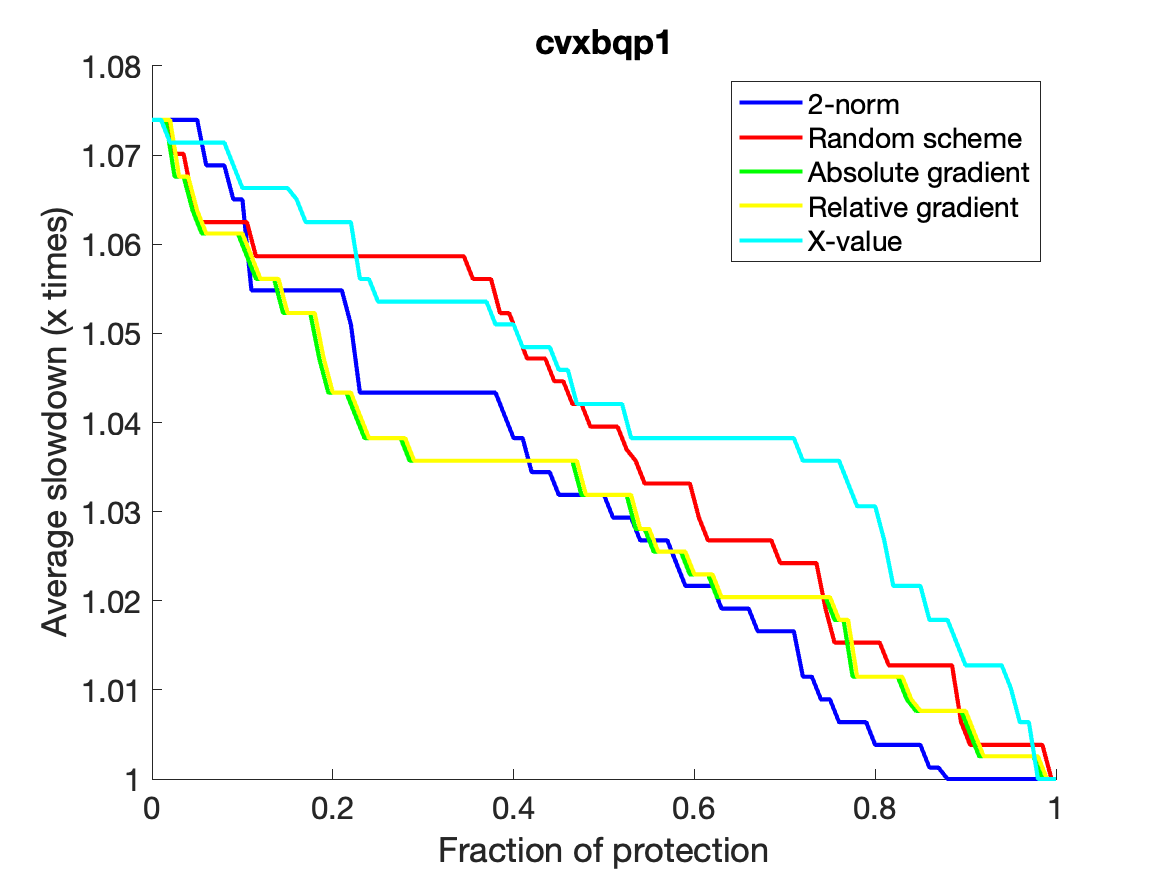 cvxbqp1
1.08
1.07
1.06
1.05
1.04
1.03
1.02
1.01
1
Average slowdown (x times)
2-norm
Random scheme
Absolute gradient
Relative gradient
X-value
0 0.2 0.4 0.6 0.8 1
Fraction of protection